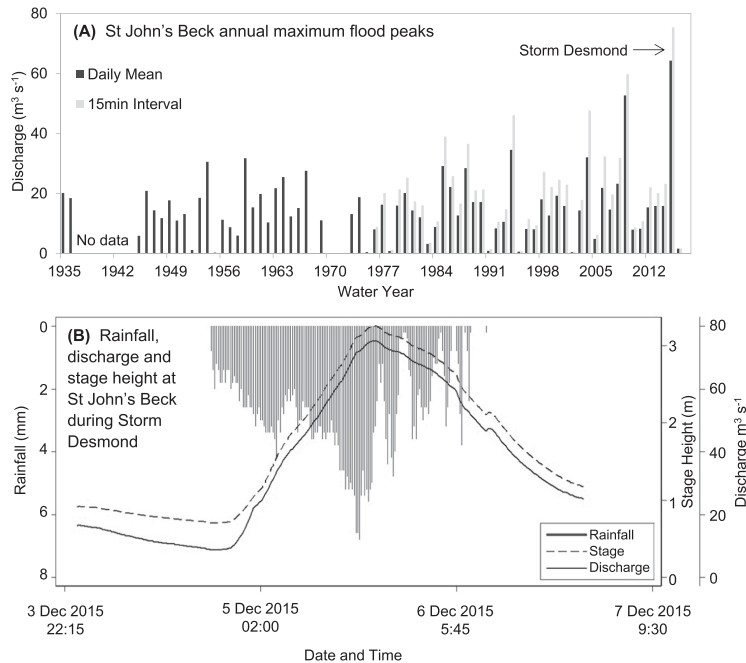 (A) St John's Beck annual maximum flood peaks
Storm Desmond
Daily Mean
15min Interval
No data
Discharge (m³ s⁻¹)
80
60
40
20
0
1935 1942 1949 1956 1963 1970 1977 1984 1991 1998 2005 2012
Water Year
(B) Rainfall,
discharge and
stage height at
St John's Beck
during Storm
Desmond
Rainfall (mm)
0
2
4
6
8
Stage Height (m)
3
2
1
0
Discharge m³ s⁻¹
80
60
40
20
0
Rainfall
Stage
Discharge
3 Dec 2015 5 Dec 2015 6 Dec 2015 7 Dec 2015
22:15 02:00 5:45 9:30
Date and Time